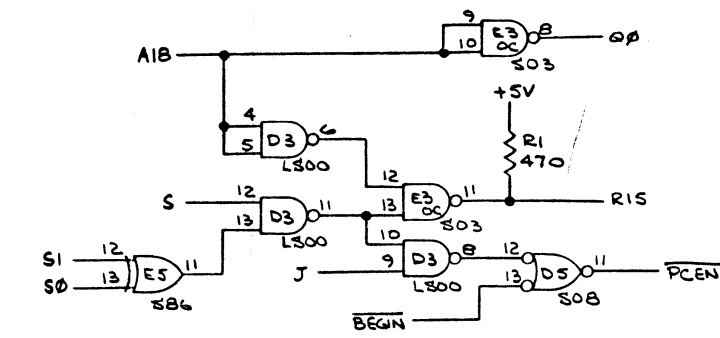 9 E3 8 QØ
10 OC
A18 S03
+5V
4 6 R1
5 D3 470
LS00
12
S 12 D3 11 13 E3 11 R15
13 OC
LS00 S03
10
S1 12 11 9 D3 8 12 D5 11 PCEN
SØ 13 E5 J LS00 13 S08
S86
BEGIN